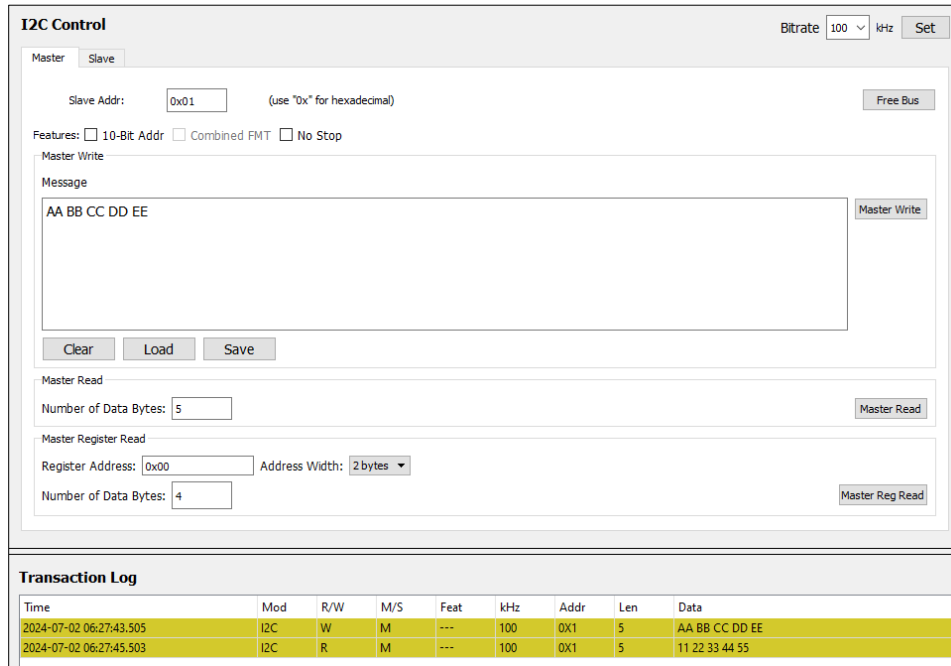 I2C Control
Bitrate 100 kHz Set
Master Slave
Slave Addr: 0x01 (use "0x" for hexadecimal) Free Bus
Features: 10-Bit Addr Combined FMT No Stop
Master Write
Message
AA BB CC DD EE Master Write
Clear Load Save
Master Read
Number of Data Bytes: 5 Master Read
Master Register Read
Register Address: 0x00 Address Width: 2 bytes
Number of Data Bytes: 4 Master Reg Read
Transaction Log
Time Mod R/W M/S Feat kHz Addr Len Data
2024-07-02 06:27:43.505 I2C W M --- 100 0X1 5 AA BB CC DD EE
2024-07-02 06:27:45.503 I2C R M --- 100 0X1 5 11 22 33 44 55